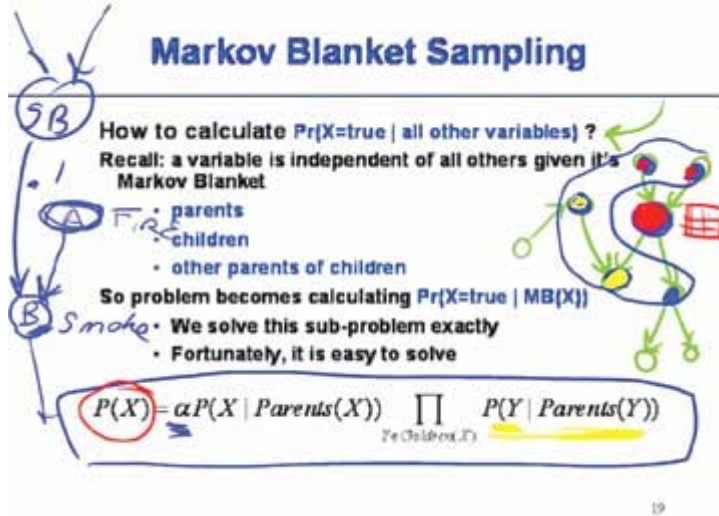 Markov Blanket Sampling
SB
How to calculate Pr(X=true | all other variables) ?
Recall: a variable is independent of all others given it's
Markov Blanket
.1
A
FIRE
• parents
• children
• other parents of children
So problem becomes calculating Pr(X=true | MB(X))
B
Smoke
• We solve this sub-problem exactly
• Fortunately, it is easy to solve
P(X) = αP(X | Parents(X)) ∏ P(Y | Parents(Y))
Y∈Children(X)
19